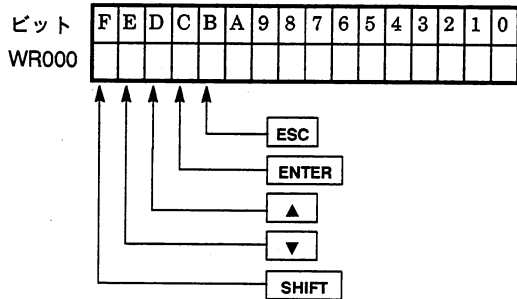 ビット F E D C B A 9 8 7 6 5 4 3 2 1 0
WR000
ESC
ENTER
▲
▼
SHIFT